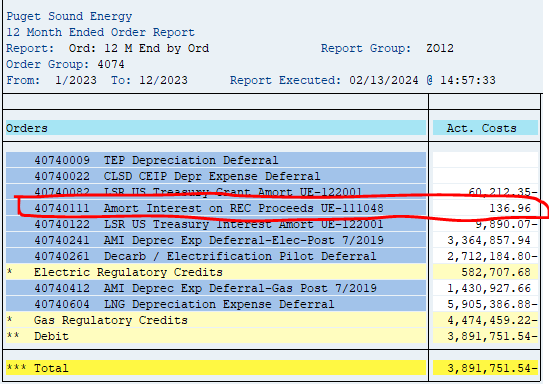 Puget Sound Energy
12 Month Ended Order Report
Report: Ord: 12 M End by Ord Report Group: ZO12
Order Group: 4074
From: 1/2023 To: 12/2023 Report Executed: 02/13/2024 @ 14:57:33
Orders Act. Costs
40740009 TEP Depreciation Deferral
40740022 CLSD CEIP Depr Expense Deferral
40740082 LSR US Treasury Grant Amort UE-122001 60,212.35-
40740111 Amort Interest on REC Proceeds UE-111048 136.96
40740122 LSR US Treasury Interest Amort UE-122001 9,890.07-
40740241 AMI Deprec Exp Deferral-Elec-Post 7/2019 3,364,857.94
40740261 Decarb / Electrification Pilot Deferral 2,712,184.80-
* Electric Regulatory Credits 582,707.68
40740412 AMI Deprec Exp Deferral-Gas Post 7/2019 1,430,927.66
40740604 LNG Depreciation Expense Deferral 5,905,386.88-
* Gas Regulatory Credits 4,474,459.22-
** Debit 3,891,751.54-
*** Total 3,891,751.54-